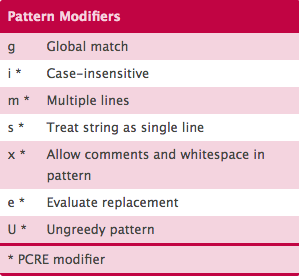 Pattern Modifiers
g Global match
i * Case-insensitive
m * Multiple lines
s * Treat string as single line
x * Allow comments and whitespace in
pattern
e * Evaluate replacement
U * Ungreedy pattern
* PCRE modifier